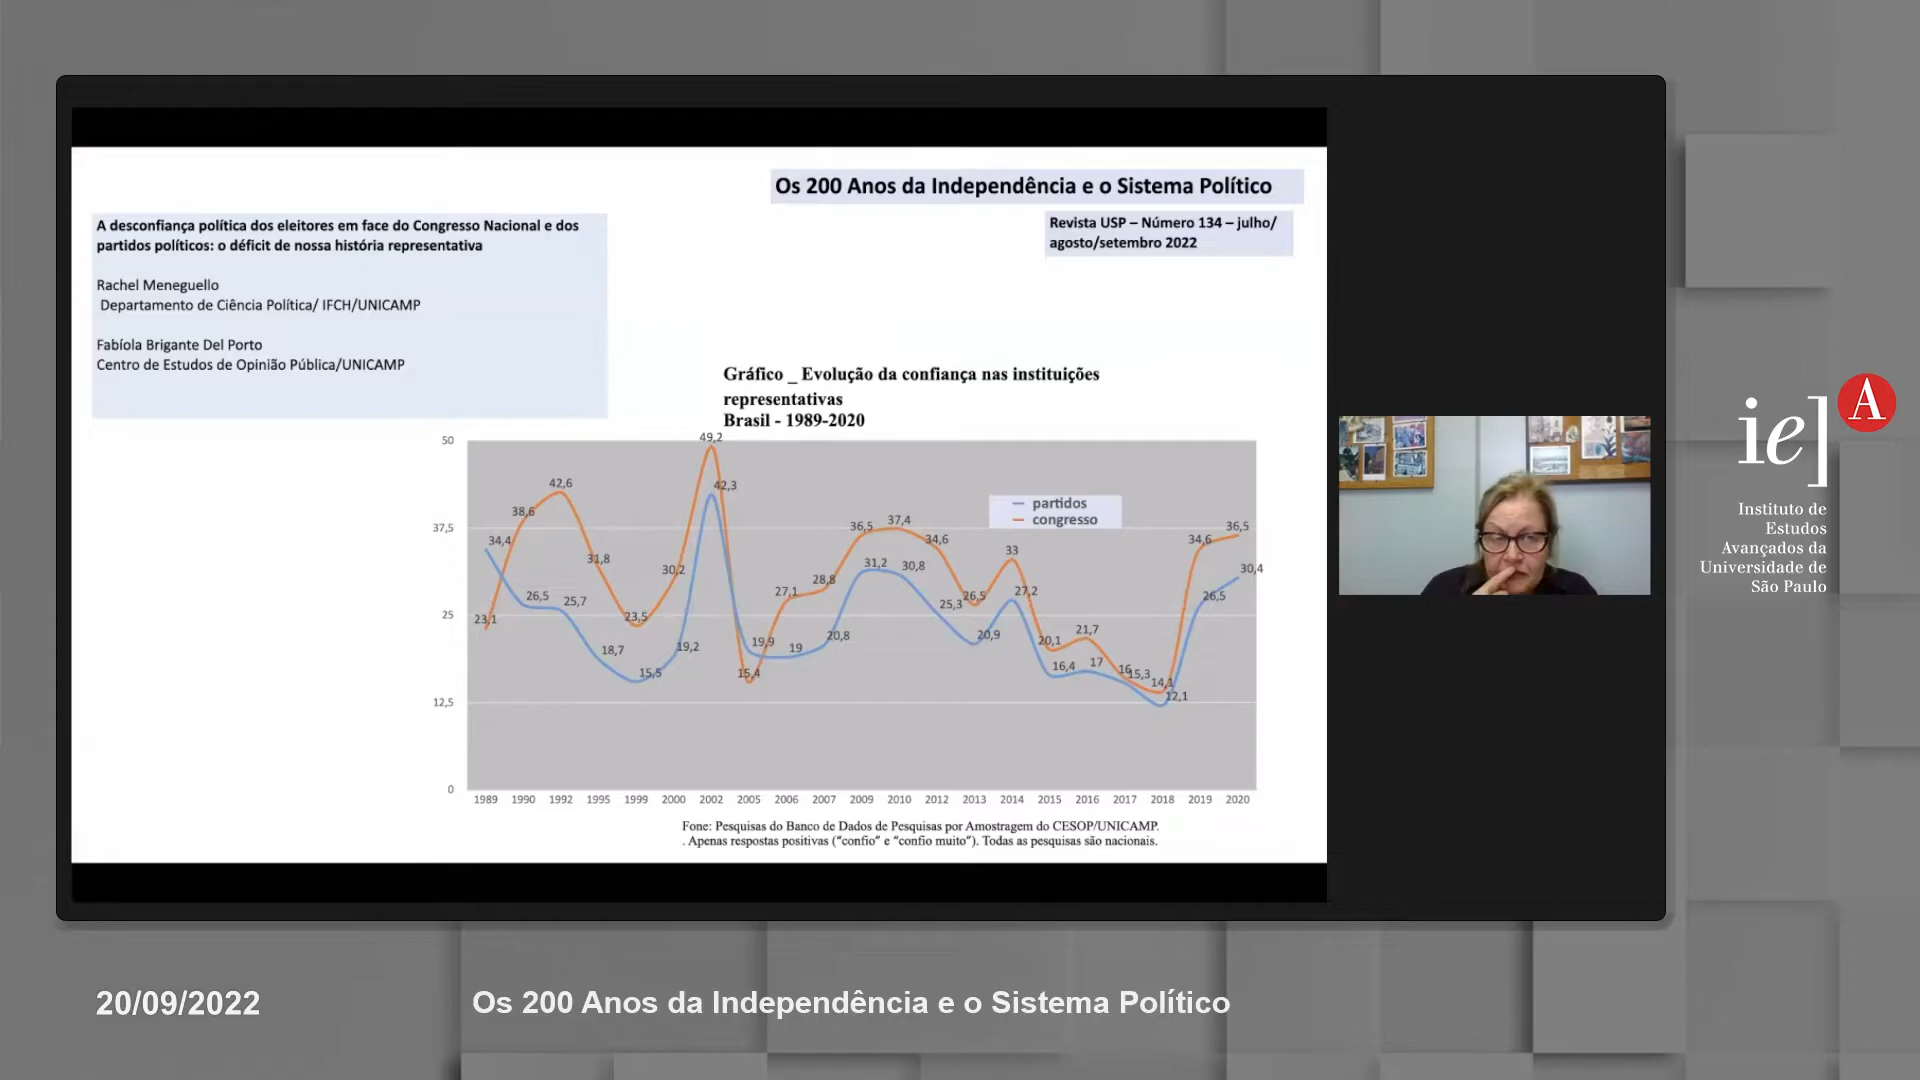 Os 200 Anos da Independência e o Sistema Político
Revista USP – Número 134 – julho/
agosto/setembro 2022
A desconfiança política dos eleitores em face do Congresso Nacional e dos
partidos políticos: o déficit de nossa história representativa
Rachel Meneguello
Departamento de Ciência Política/ IFCH/UNICAMP
Fabíola Brigante Del Porto
Centro de Estudos de Opinião Pública/UNICAMP
Gráfico _ Evolução da confiança nas instituições
representativas
Brasil - 1989-2020
50
37,5
25
12,5
0
partidos
congresso
34,4 26,5 25,7 18,7 15,5 19,2 42,3 19,9 19 20,8 31,2 30,8 25,3 20,9 27,2 16,4 17 15,3 12,1 26,5 30,4
23,1 38,6 42,6 31,8 23,5 30,2 49,2 15,4 27,1 28,8 36,5 37,4 34,6 26,5 33 20,1 21,7 16 14,1 34,6 36,5
1989 1990 1992 1995 1999 2000 2002 2005 2006 2007 2009 2010 2012 2013 2014 2015 2016 2017 2018 2019 2020
Fone: Pesquisas do Banco de Dados de Pesquisas por Amostragem do CESOP/UNICAMP.
. Apenas respostas positivas (“confio” e “confio muito”). Todas as pesquisas são nacionais.
ie] A
Instituto de
Estudos
Avançados da
Universidade de
São Paulo
20/09/2022
Os 200 Anos da Independência e o Sistema Político